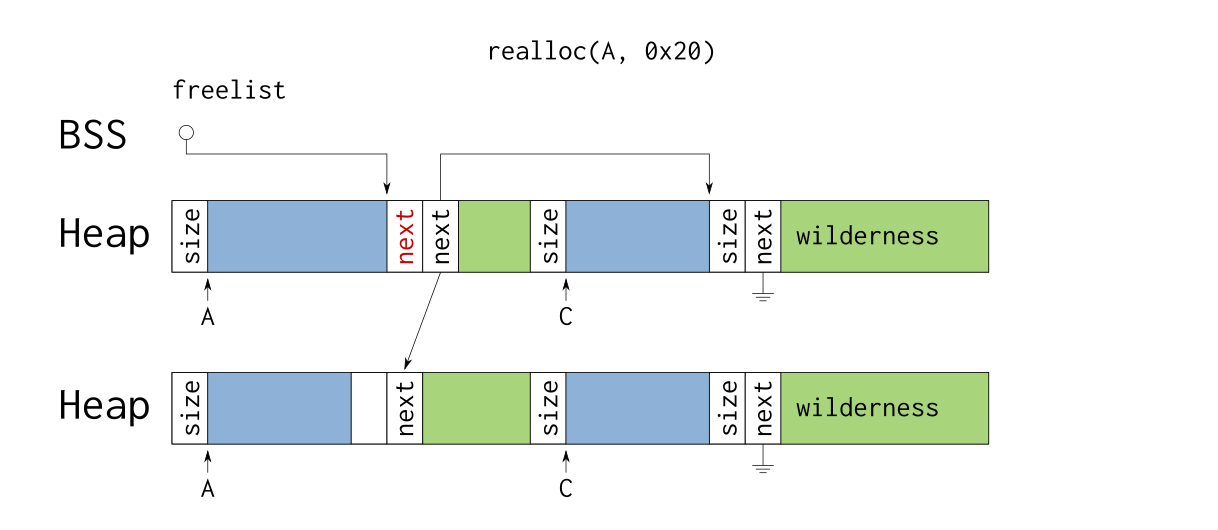 realloc(A, 0x20)
freelist
BSS
Heap size next next size size next wilderness
A C
Heap size next size size next wilderness
A C